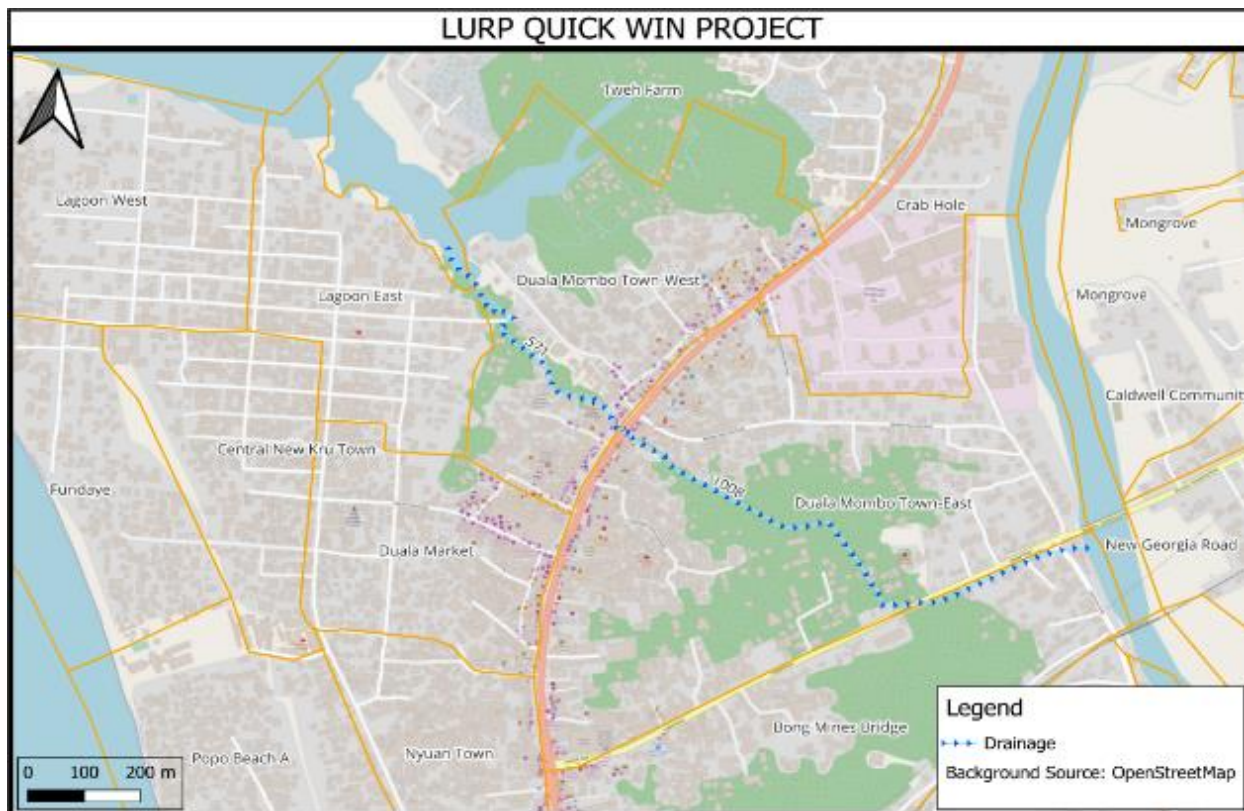 LURP QUICK WIN PROJECT
Tweh Farm
Lagoon West
Crab Hole
Mongrove
Duala Mombo Town-West
Lagoon East
Mongrove
571
Caldwell Communit
Central New Kru Town
Fundaye
1008
Duala Mombo Town-East
Duala Market
New Georgia Road
Legend
Drainage
Background Source: OpenStreetMap
Bong Mines Bridge
Nyuan Town
Popo Beach A
0 100 200 m